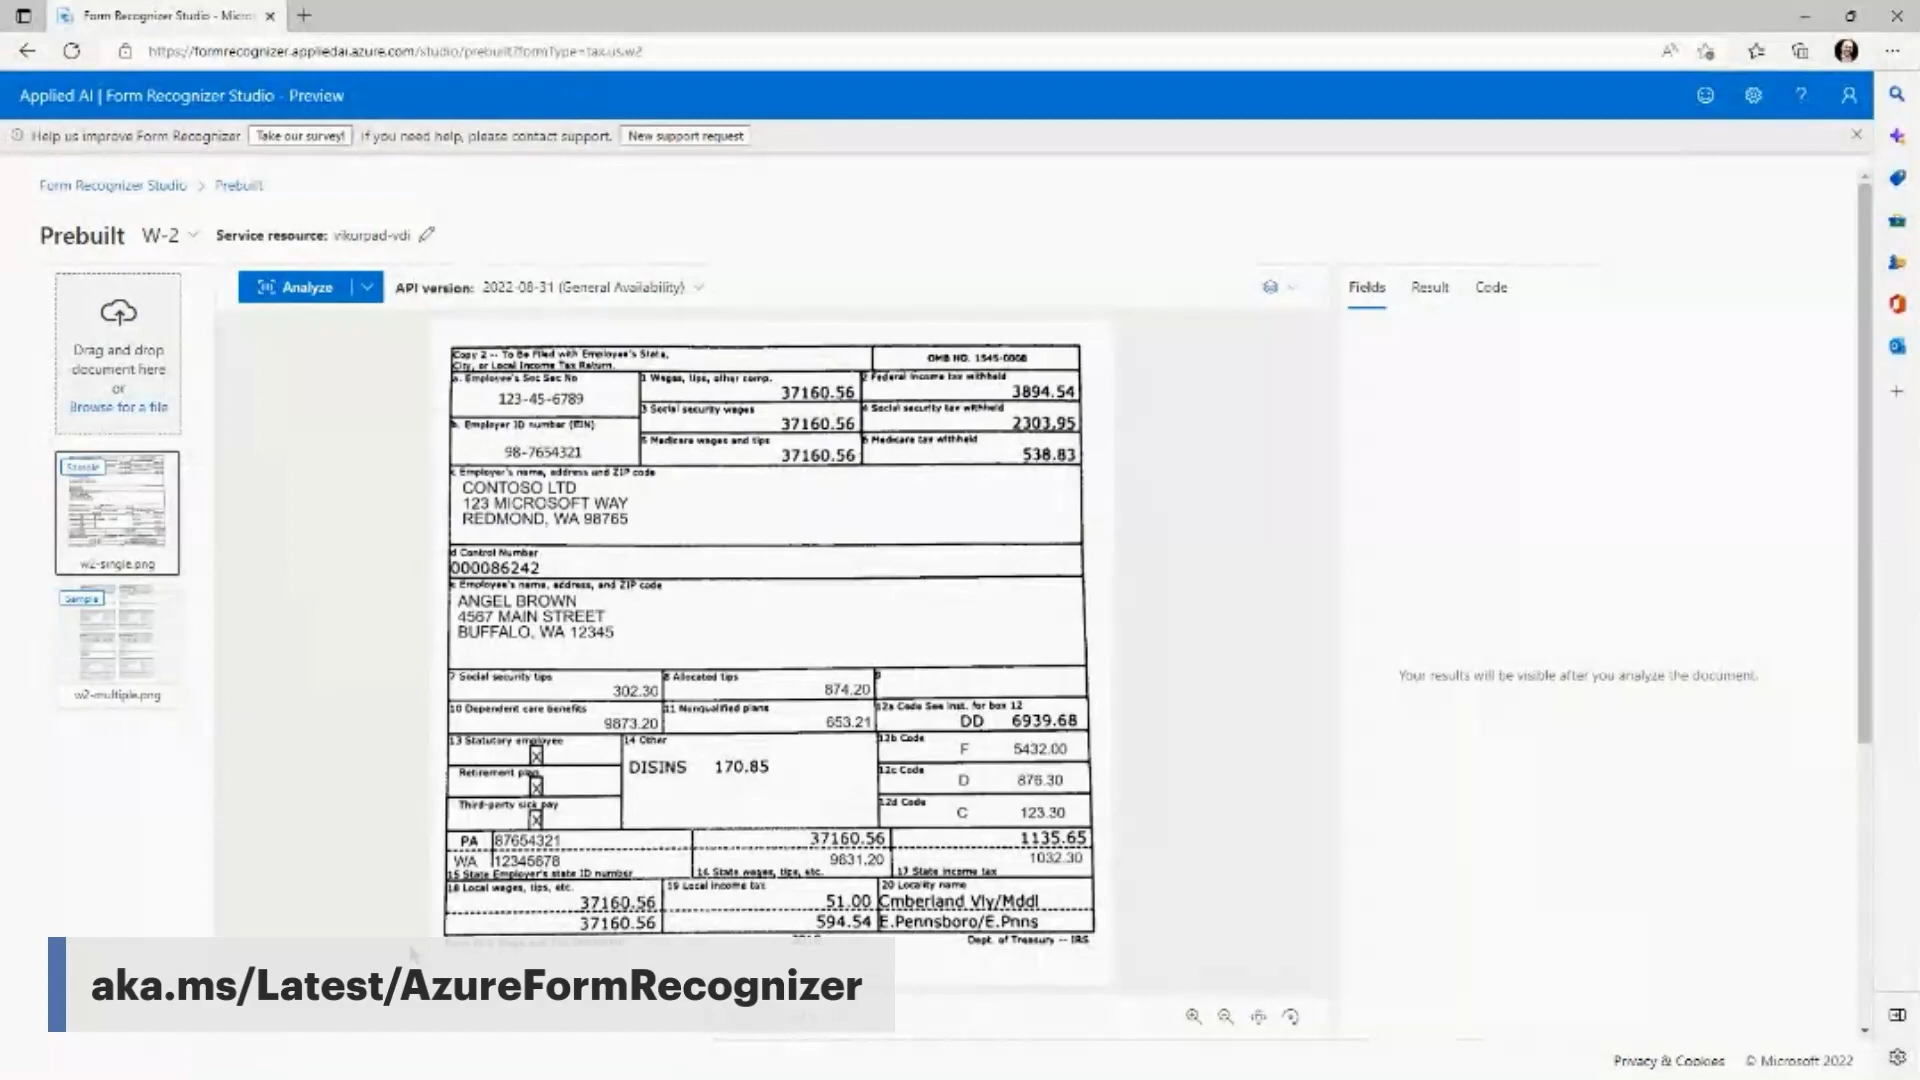 Form Recognizer Studio - Micro
https://formrecognizer.appliedai.azure.com/studio/prebuilt?formType=tax.us.w2
Applied AI | Form Recognizer Studio - Preview
Help us improve Form Recognizer Take our survey! If you need help, please contact support. New support request
Form Recognizer Studio > Prebuilt
Prebuilt W-2 Service resource: vikurpad-vdi
Drag and drop
document here
or
Browse for a file
Sample
w2-single.png
Sample
w2-multiple.png
Analyze API version: 2022-08-31 (General Availability)
Fields Result Code
Your results will be visible after you analyze the document.
Copy 2 -- To Be Filed with Employee's State,
City, or Local Income Tax Return.
OMB NO. 1545-0008
a. Employee's Soc Sec No
123-45-6789
1 Wages, tips, other comp.
37160.56
2 Federal income tax withheld
3894.54
3 Social security wages
37160.56
4 Social security tax withheld
2303.95
b. Employer ID number (EIN)
98-7654321
5 Medicare wages and tips
37160.56
6 Medicare tax withheld
538.83
c Employer's name, address and ZIP code
CONTOSO LTD
123 MICROSOFT WAY
REDMOND, WA 98765
d Control Number
000086242
e Employee's name, address, and ZIP code
ANGEL BROWN
4567 MAIN STREET
BUFFALO, WA 12345
7 Social security tips
302.30
8 Allocated tips
874.20
9
10 Dependent care benefits
9873.20
11 Nonqualified plans
653.21
12a Code See inst. for box 12
DD 6939.68
13 Statutory employee
X
14 Other
DISINS 170.85
12b Code
F 5432.00
Retirement plan
X
12c Code
D 876.30
Third-party sick pay
X
12d Code
C 123.30
PA 87654321 37160.56 1135.65
WA 12345678 9631.20 1032.30
15 State Employer's state ID number 16 State wages, tips, etc. 17 State income tax
18 Local wages, tips, etc. 19 Local income tax 20 Locality name
37160.56 51.00 Cmberland Vly/Mddl
37160.56 594.54 E.Pennsboro/E.Pnns
Dept. of Treasury -- IRS
aka.ms/Latest/AzureFormRecognizer
Privacy & Cookies © Microsoft 2022